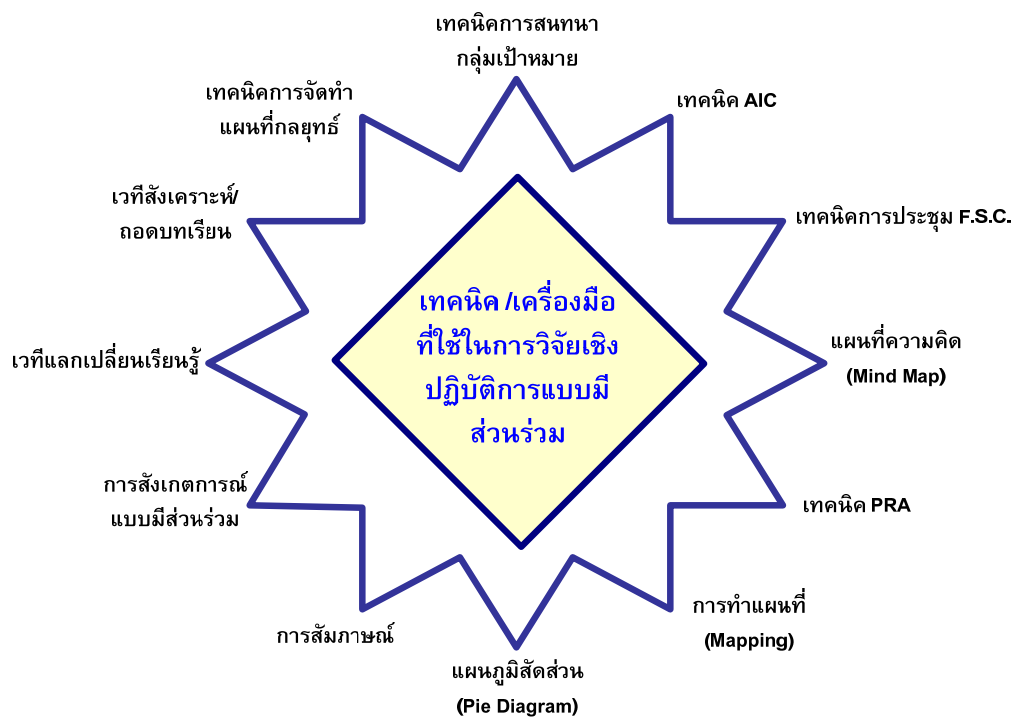 เทคนิคการสนทนา
กลุ่มเป้าหมาย
เทคนิค AIC
เทคนิคการประชุม F.S.C.
แผนที่ความคิด
(Mind Map)
เทคนิค PRA
การทำแผนที่
(Mapping)
แผนภูมิสัดส่วน
(Pie Diagram)
การสัมภาษณ์
การสังเกตการณ์
แบบมีส่วนร่วม
เวทีแลกเปลี่ยนเรียนรู้
เวทีสังเคราะห์/
ถอดบทเรียน
เทคนิคการจัดทำ
แผนที่กลยุทธ์
เทคนิค /เครื่องมือ
ที่ใช้ในการวิจัยเชิง
ปฏิบัติการแบบมี
ส่วนร่วม